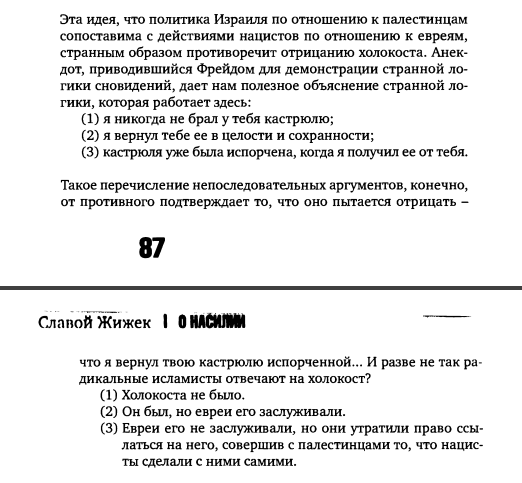 Эта идея, что политика Израиля по отношению к палестинцам
сопоставима с действиями нацистов по отношению к евреям,
странным образом противоречит отрицанию холокоста. Анек-
дот, приводившийся Фрейдом для демонстрации странной ло-
гики сновидений, дает нам полезное объяснение странной ло-
гики, которая работает здесь:
(1) я никогда не брал у тебя кастрюлю;
(2) я вернул тебе ее в целости и сохранности;
(3) кастрюля уже была испорчена, когда я получил ее от тебя.
Такое перечисление непоследовательных аргументов, конечно,
от противного подтверждает то, что оно пытается отрицать –
87
Славой Жижек | О НАСИЛИИ
что я вернул твою кастрюлю испорченной... И разве не так ра-
дикальные исламисты отвечают на холокост?
(1) Холокоста не было.
(2) Он был, но евреи его заслуживали.
(3) Евреи его не заслуживали, но они утратили право ссы-
латься на него, совершив с палестинцами то, что нацис-
ты сделали с ними самими.